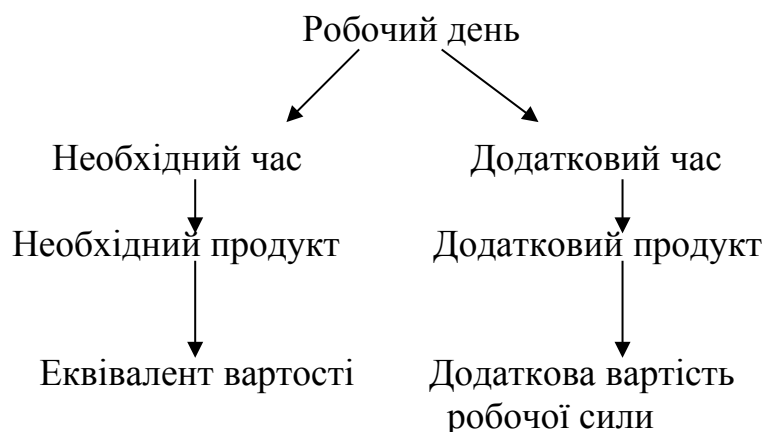 Робочий день
Необхідний час
Додатковий час
Необхідний продукт
Додатковий продукт
Еквівалент вартості
Додаткова вартість
робочої сили